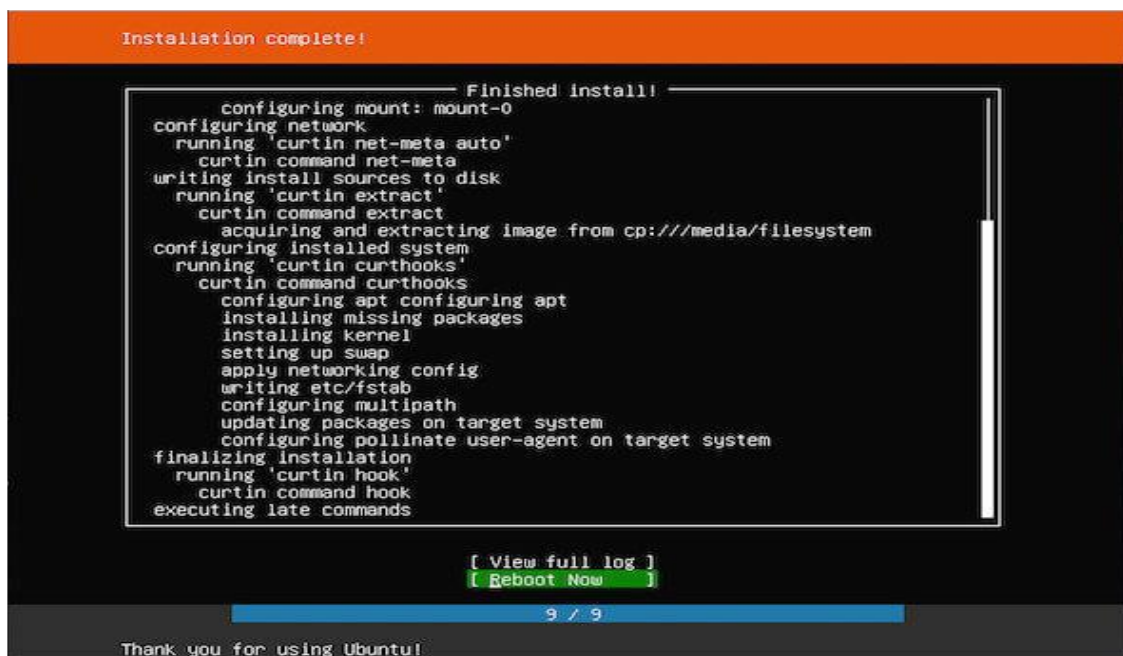 Installation complete!
Finished install!
configuring mount: mount-0
configuring network
running 'curtin net-meta auto'
curtin command net-meta
writing install sources to disk
running 'curtin extract'
curtin command extract
acquiring and extracting image from cp:///media/filesystem
configuring installed system
running 'curtin curthooks'
curtin command curthooks
configuring apt configuring apt
installing missing packages
installing kernel
setting up swap
apply networking config
writing etc/fstab
configuring multipath
updating packages on target system
configuring pollinate user-agent on target system
finalizing installation
running 'curtin hook'
curtin command hook
executing late commands
[ View full log ]
[ Reboot Now ]
9 / 9
Thank you for using Ubuntu!